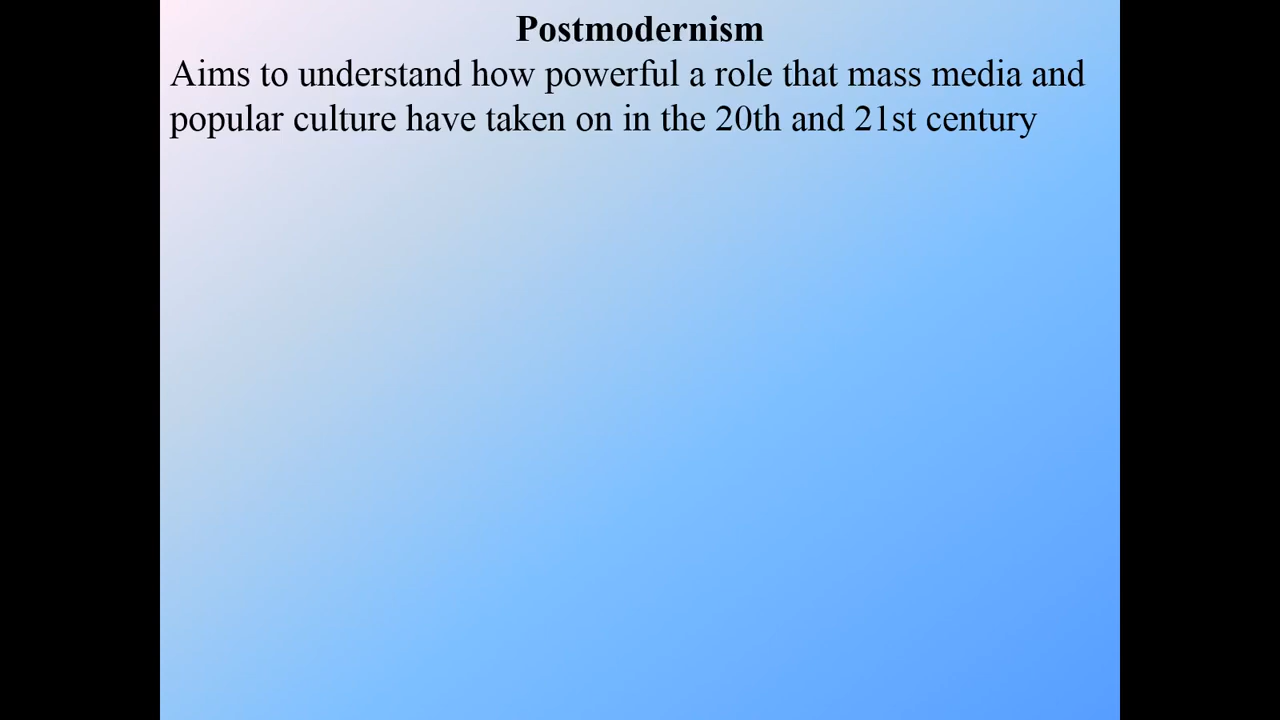 Postmodernism
Aims to understand how powerful a role that mass media and
popular culture have taken on in the 20th and 21st century